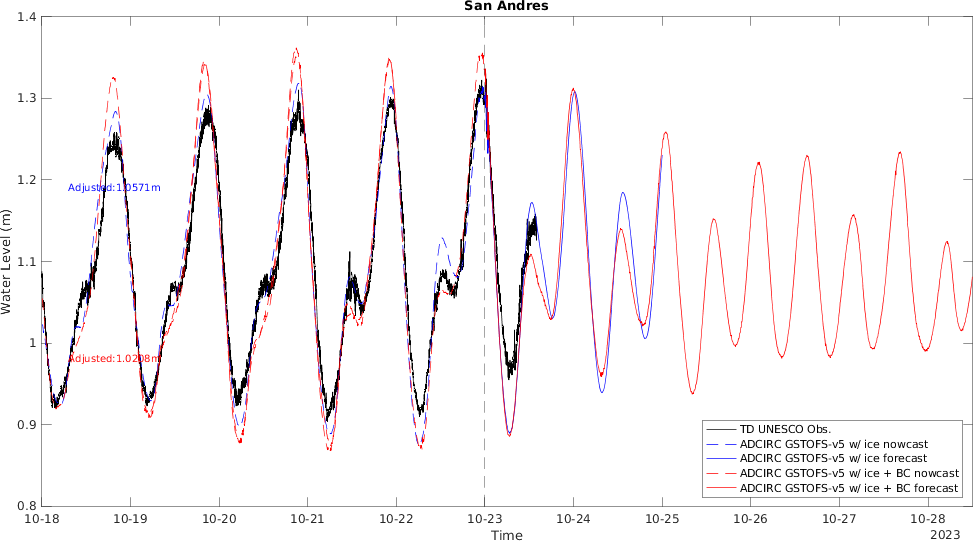 San Andres
1.4
1.3
1.2
1.1
1
0.9
0.8
Water Level (m)
Adjusted:1.0571m
Adjusted:1.0208m
TD UNESCO Obs.
ADCIRC GSTOFS-v5 w/ ice nowcast
ADCIRC GSTOFS-v5 w/ ice forecast
ADCIRC GSTOFS-v5 w/ ice + BC nowcast
ADCIRC GSTOFS-v5 w/ ice + BC forecast
10-18 10-19 10-20 10-21 10-22 10-23 10-24 10-25 10-26 10-27 10-28
Time
2023